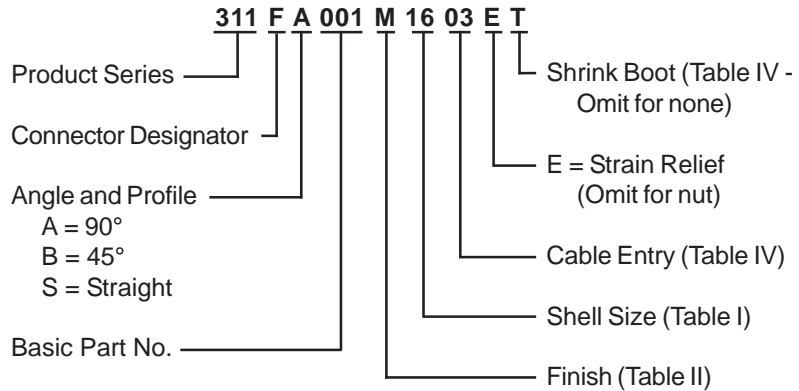 311 F A 001 M 16 03 E T
Product Series
Connector Designator
Angle and Profile
A = 90°
B = 45°
S = Straight
Basic Part No.
Shrink Boot (Table IV -
Omit for none)
E = Strain Relief
(Omit for nut)
Cable Entry (Table IV)
Shell Size (Table I)
Finish (Table II)